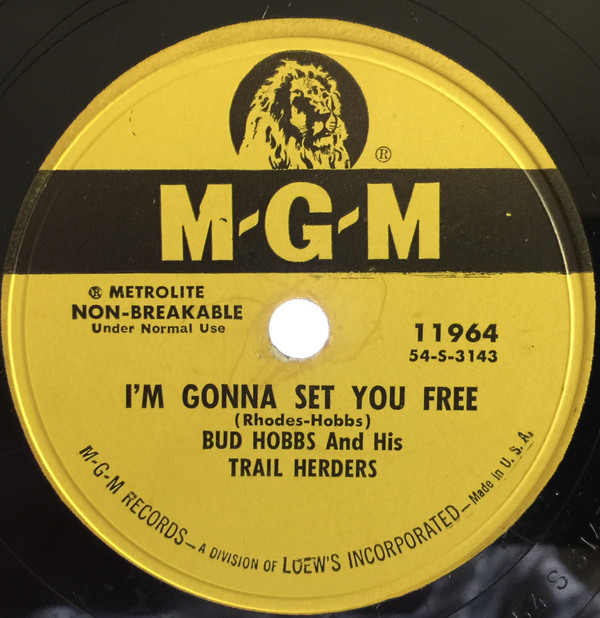 ®
M-G-M
® METROLITE
NON-BREAKABLE
Under Normal Use
11964
54-S-3143
I'M GONNA SET YOU FREE
(Rhodes-Hobbs)
BUD HOBBS And His
TRAIL HERDERS
M-G-M RECORDS—A DIVISION OF LOEW'S INCORPORATED—Made in U. S. A.